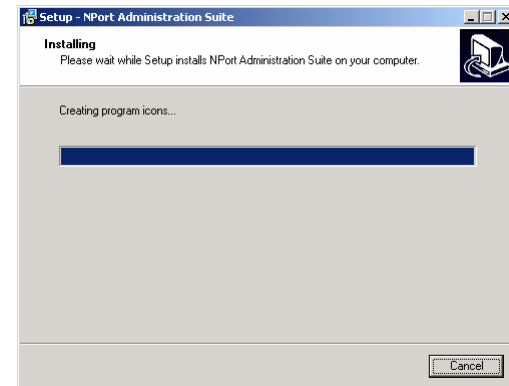 Setup - NPort Administration Suite
Installing
Please wait while Setup installs NPort Administration Suite on your computer.
Creating program icons...
Cancel